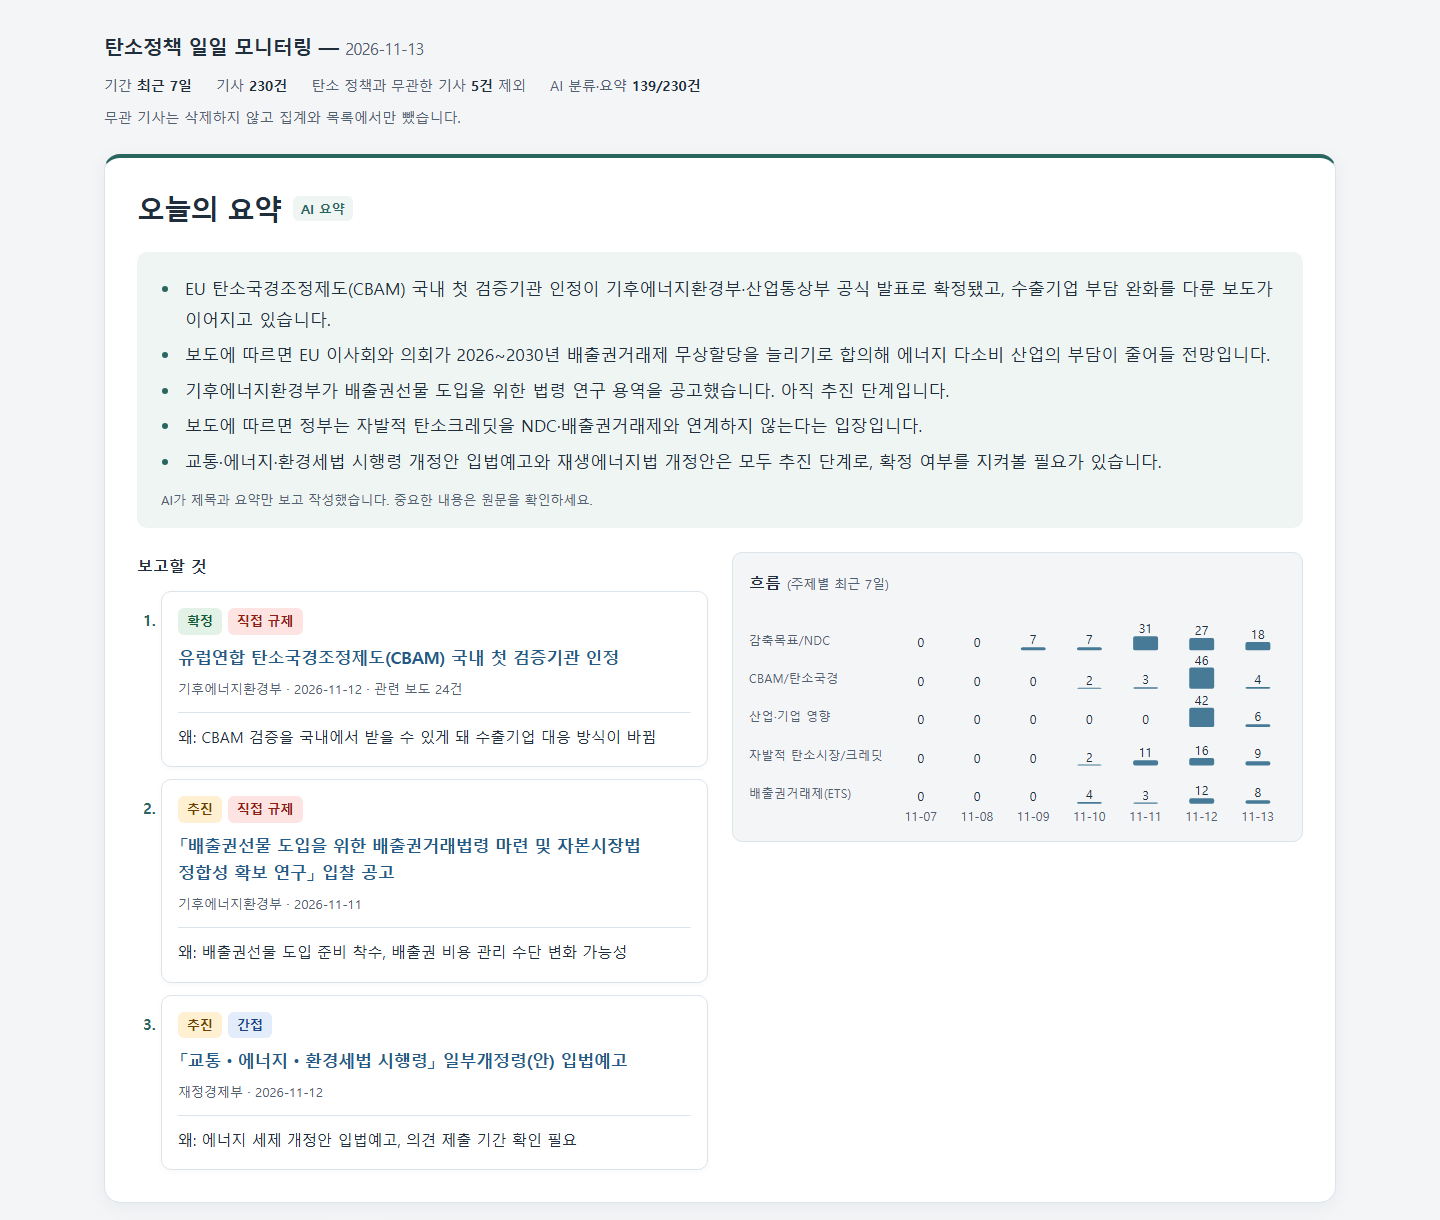 탄소정책 일일 모니터링 — 2026-11-13
기간 최근 7일 기사 230건 탄소 정책과 무관한 기사 5건 제외 AI 분류·요약 139/230건
무관 기사는 삭제하지 않고 집계와 목록에서만 뺐습니다.
오늘의 요약 AI 요약
• EU 탄소국경조정제도(CBAM) 국내 첫 검증기관 인정이 기후에너지환경부·산업통상부 공식 발표로 확정됐고, 수출기업 부담 완화를 다룬 보도가
이어지고 있습니다.
• 보도에 따르면 EU 이사회와 의회가 2026~2030년 배출권거래제 무상할당을 늘리기로 합의해 에너지 다소비 산업의 부담이 줄어들 전망입니다.
• 기후에너지환경부가 배출권선물 도입을 위한 법령 연구 용역을 공고했습니다. 아직 추진 단계입니다.
• 보도에 따르면 정부는 자발적 탄소크레딧을 NDC·배출권거래제와 연계하지 않는다는 입장입니다.
• 교통·에너지·환경세법 시행령 개정안 입법예고와 재생에너지법 개정안은 모두 추진 단계로, 확정 여부를 지켜볼 필요가 있습니다.
AI가 제목과 요약만 보고 작성했습니다. 중요한 내용은 원문을 확인하세요.
보고할 것
1. 확정 직접 규제
유럽연합 탄소국경조정제도(CBAM) 국내 첫 검증기관 인정
기후에너지환경부 · 2026-11-12 · 관련 보도 24건
왜: CBAM 검증을 국내에서 받을 수 있게 돼 수출기업 대응 방식이 바뀜
2. 추진 직접 규제
「배출권선물 도입을 위한 배출권거래법령 마련 및 자본시장법
정합성 확보 연구」 입찰 공고
기후에너지환경부 · 2026-11-11
왜: 배출권선물 도입 준비 착수, 배출권 비용 관리 수단 변화 가능성
3. 추진 간접
「교통・에너지・환경세법 시행령」 일부개정령(안) 입법예고
재정경제부 · 2026-11-12
왜: 에너지 세제 개정안 입법예고, 의견 제출 기간 확인 필요
흐름 (주제별 최근 7일)
감축목표/NDC 0 0 7 7 31 27 18
CBAM/탄소국경 0 0 0 2 3 46 4
산업·기업 영향 0 0 0 0 0 42 6
자발적 탄소시장/크레딧 0 0 0 2 11 16 9
배출권거래제(ETS) 0 0 0 4 3 12 8
11-07 11-08 11-09 11-10 11-11 11-12 11-13